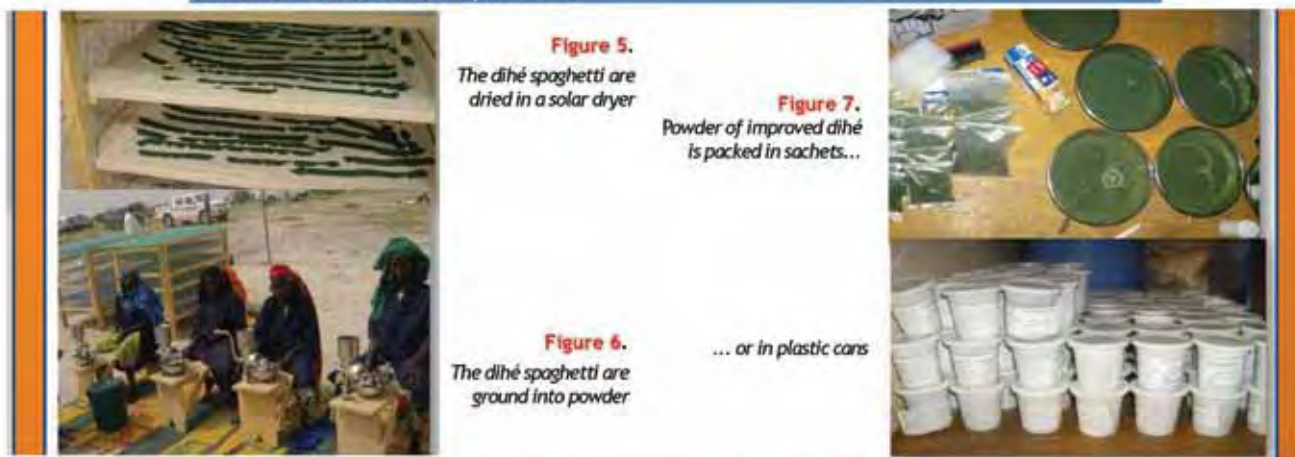 Figure 5.
The dihé spaghetti are
dried in a solar dryer
Figure 6.
The dihé spaghetti are
ground into powder
Figure 7.
Powder of improved dihé
is packed in sachets...
... or in plastic cans